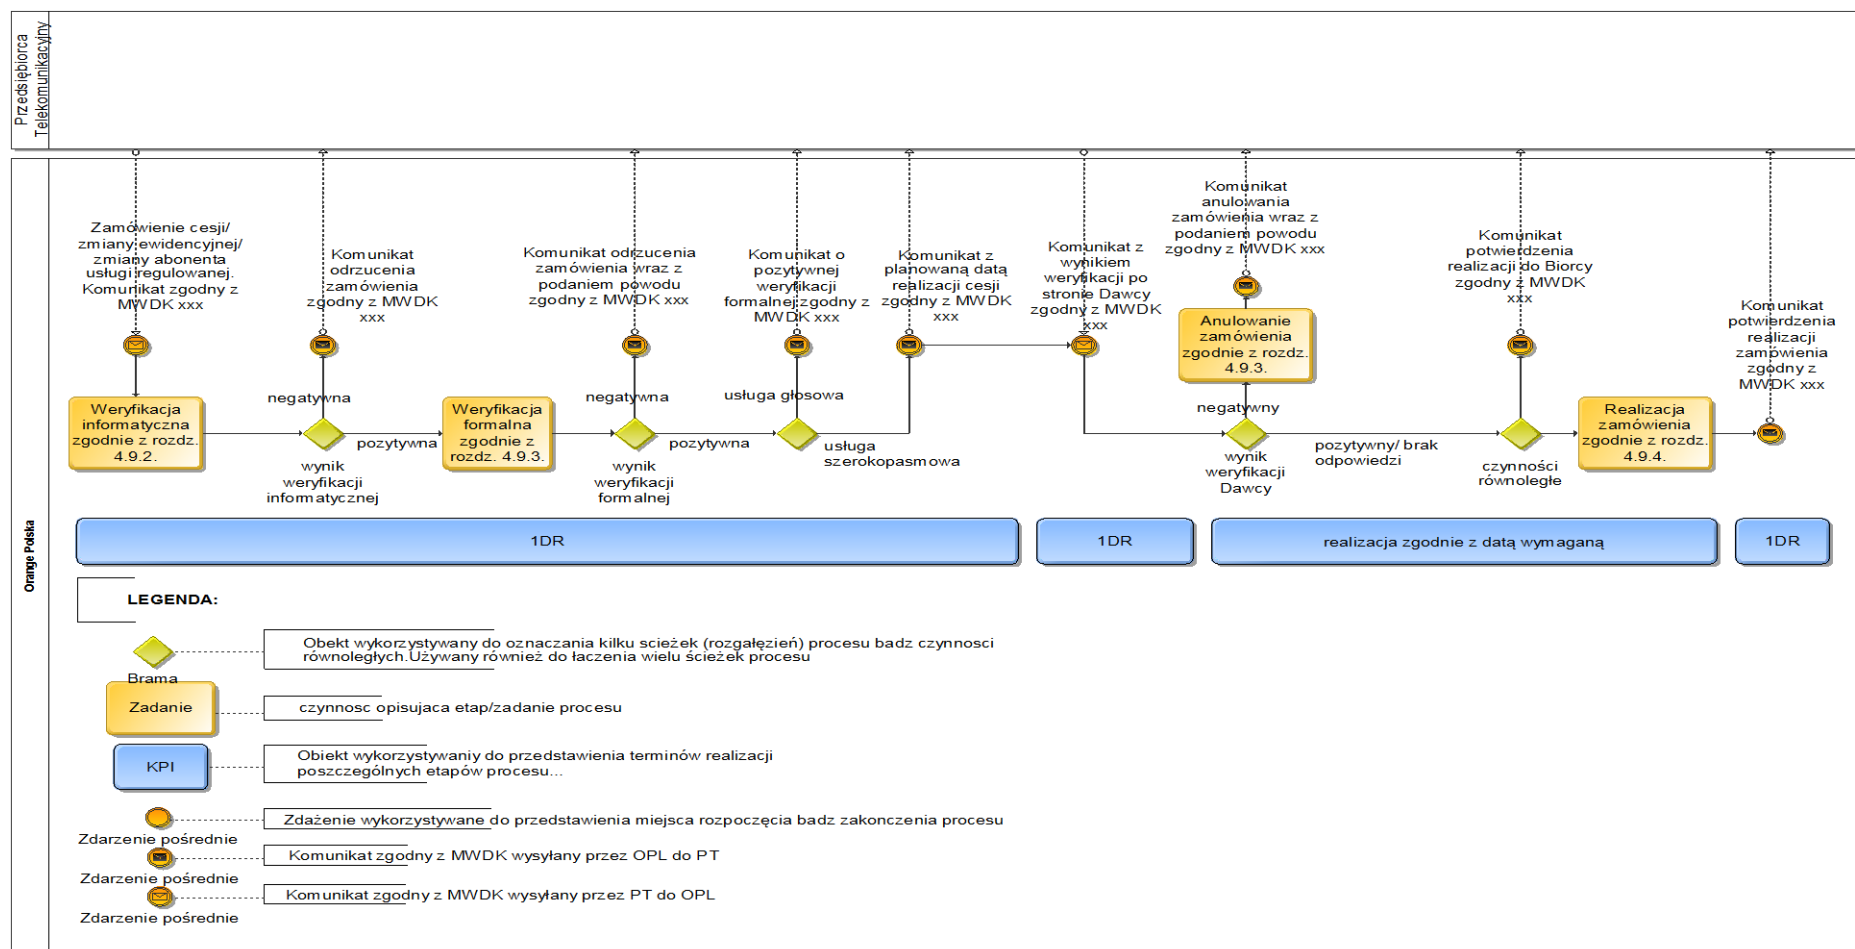 Przedsiębiorca
Telekomunikacyjny
Orange Polska
Zamówienie cesji/
zmiany ewidencyjnej/
zmiany abonenta
usługi regulowanej.
Komunikat zgodny z
MWDK xxx
Komunikat
odrzucenia
zamówienia
zgodny z MWDK
xxx
Komunikat odrzucenia
zamówienia wraz z
podaniem powodu
zgodny z MWDK xxx
Komunikat o
pozytywnej
weryfikacji
formalnej zgodny z
MWDK xxx
Komunikat z
planowaną datą
realizacji cesji
zgodny z MWDK
xxx
Komunikat z
wynikiem
weryfikacji po
stronie Dawcy
zgodny z MWDK
xxx
Komunikat
anulowania
zamówienia wraz z
podaniem powodu
zgodny z MWDK xxx
Komunikat
potwierdzenia
realizacji do Biorcy
zgodny z MWDK
xxx
Komunikat
potwierdzenia
realizacji
zamówienia
zgodny z
MWDK xxx
Anulowanie
zamówienia
zgodnie z rozdz.
4.9.3.
negatywna
negatywna
usługa głosowa
negatywny
Weryfikacja
informatyczna
zgodnie z rozdz.
4.9.2.
pozytywna
wynik
weryfikacji
informatycznej
Weryfikacja
formalna
zgodnie z
rozdz. 4.9.3.
pozytywna
wynik
weryfikacji
formalnej
usługa
szerokopasmowa
wynik
weryfikacji
Dawcy
pozytywny/ brak
odpowiedzi
czynności
równoległe
Realizacja
zamówienia
zgodnie z rozdz.
4.9.4.
1DR
1DR
realizacja zgodnie z datą wymaganą
1DR
LEGENDA:
Obekt wykorzystywany do oznaczania kilku scieżek (rozgałęzień) procesu badz czynnosci
równoległych.Używany również do łaczenia wielu ścieżek procesu
Brama
Zadanie
czynnosc opisujaca etap/zadanie procesu
KPI
Obiekt wykorzystywaniy do przedstawienia terminów realizacji
poszczególnych etapów procesu...
Zdażenie wykorzystywane do przedstawienia miejsca rozpoczęcia badz zakonczenia procesu
Zdarzenie pośrednie
Komunikat zgodny z MWDK wysyłany przez OPL do PT
Zdarzenie pośrednie
Komunikat zgodny z MWDK wysyłany przez PT do OPL
Zdarzenie pośrednie